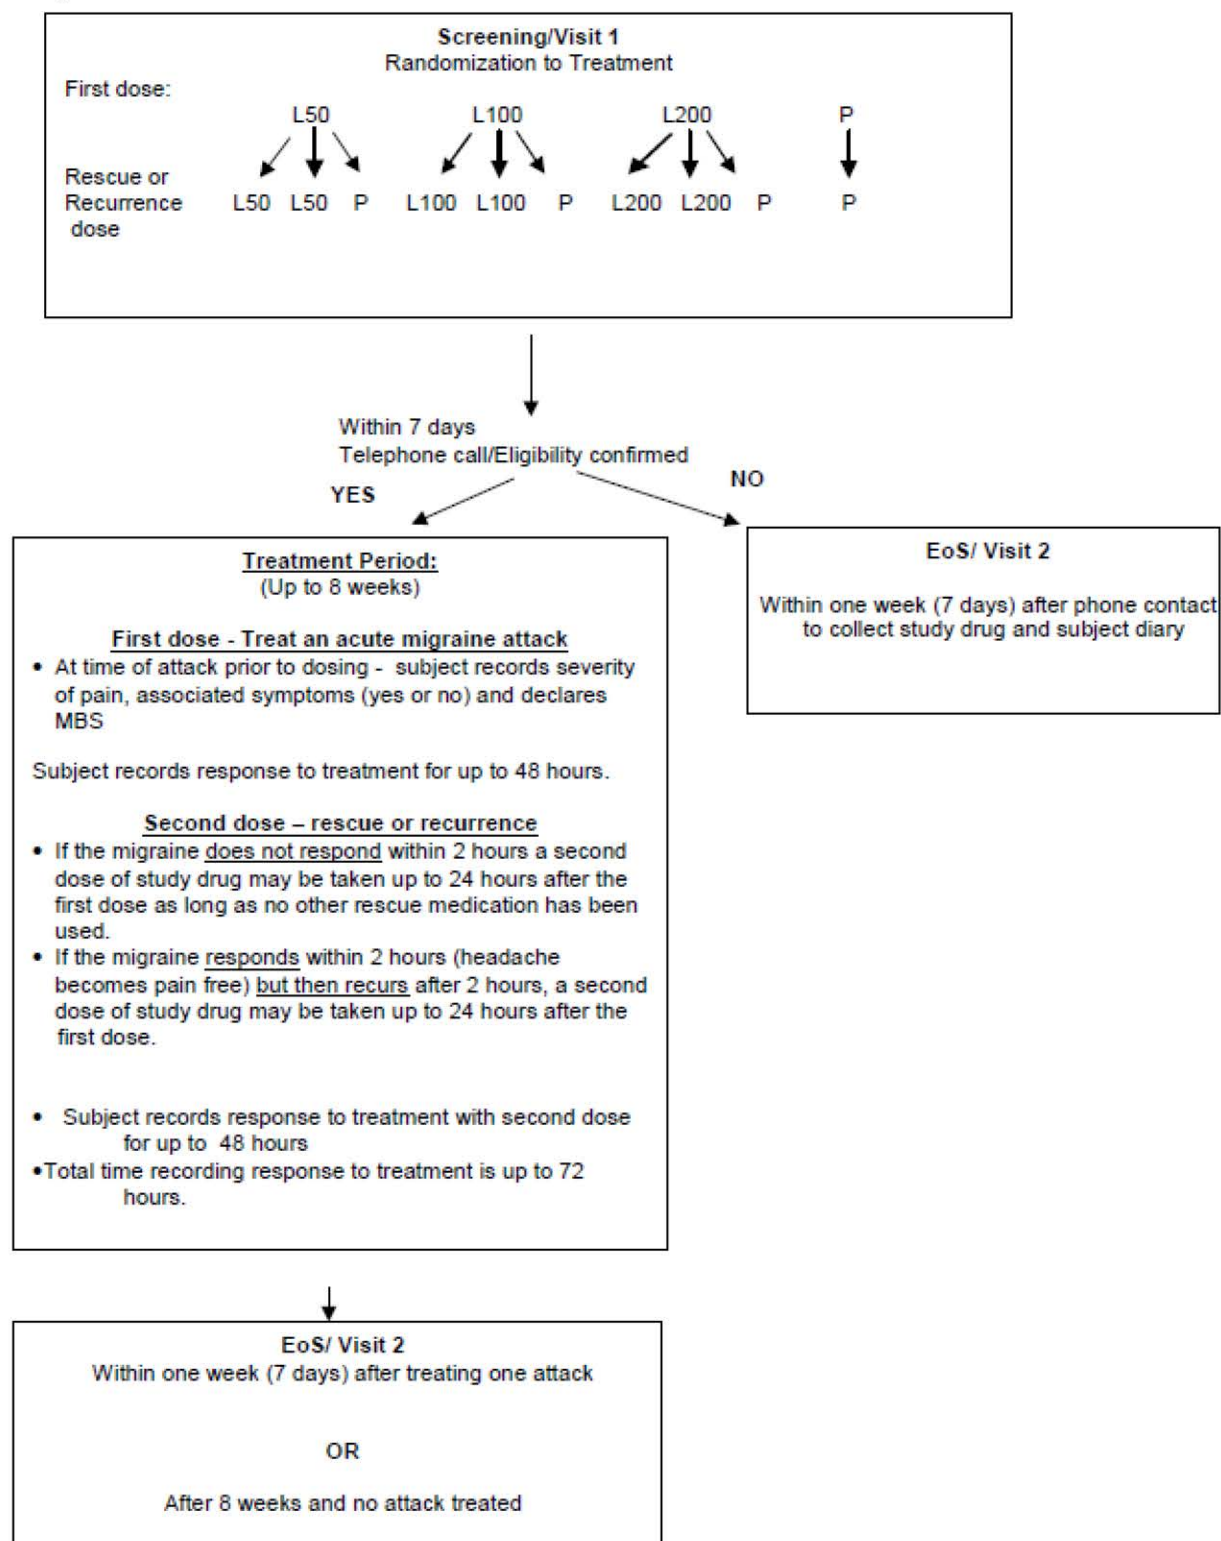 Screening/Visit 1
Randomization to Treatment
First dose:
L50 L100 L200 P
Rescue or
Recurrence L50 L50 P L100 L100 P L200 L200 P P
dose
Within 7 days
Telephone call/Eligibility confirmed
YES
NO
Treatment Period:
(Up to 8 weeks)
First dose - Treat an acute migraine attack
• At time of attack prior to dosing - subject records severity
of pain, associated symptoms (yes or no) and declares
MBS
Subject records response to treatment for up to 48 hours.
Second dose – rescue or recurrence
• If the migraine does not respond within 2 hours a second
dose of study drug may be taken up to 24 hours after the
first dose as long as no other rescue medication has been
used.
• If the migraine responds within 2 hours (headache
becomes pain free) but then recurs after 2 hours, a second
dose of study drug may be taken up to 24 hours after the
first dose.
• Subject records response to treatment with second dose
for up to 48 hours
•Total time recording response to treatment is up to 72
hours.
EoS/ Visit 2
Within one week (7 days) after phone contact
to collect study drug and subject diary
EoS/ Visit 2
Within one week (7 days) after treating one attack
OR
After 8 weeks and no attack treated